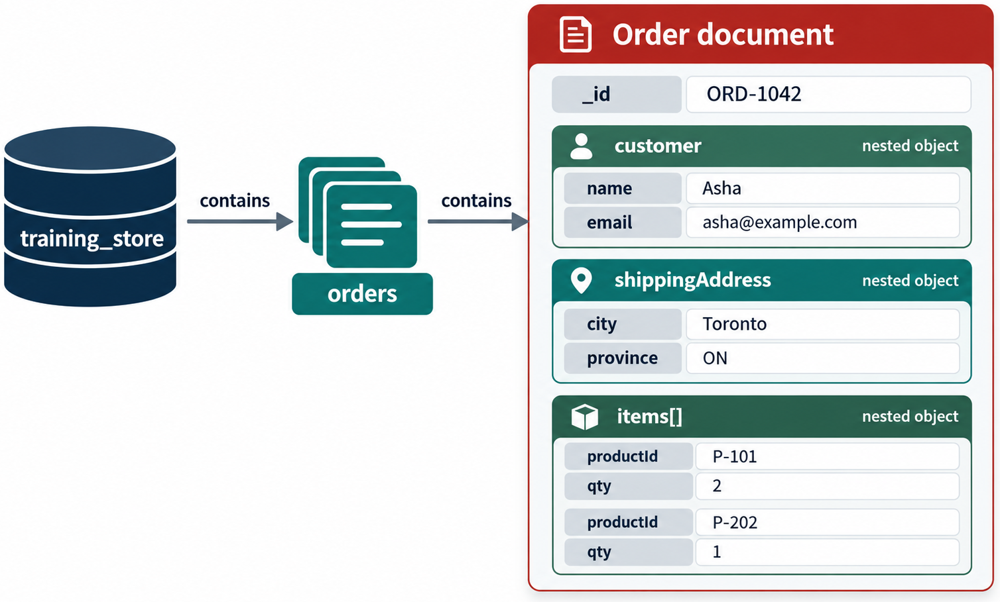 training_store
contains
orders
contains
Order document
_id ORD-1042
customer nested object
name Asha
email asha@example.com
shippingAddress nested object
city Toronto
province ON
items[] nested object
productId P-101
qty 2
productId P-202
qty 1